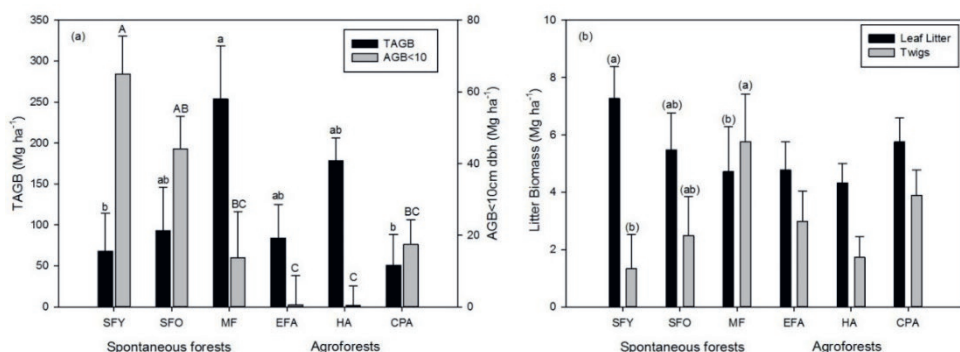 (a)
TAGB
AGB<10
350
300
250
200
150
100
50
0
TAGB (Mg ha⁻¹)
80
60
40
20
0
AGB<10cm dbh (Mg ha⁻¹)
b A ab AB a BC ab C ab C b BC
SFY SFO MF EFA HA CPA
Spontaneous forests Agroforests
(b)
Leaf Litter
Twigs
10
8
6
4
2
0
Litter Biomass (Mg ha⁻¹)
(a) (b) (ab) (ab) (b) (a)
SFY SFO MF EFA HA CPA
Spontaneous forests Agroforests